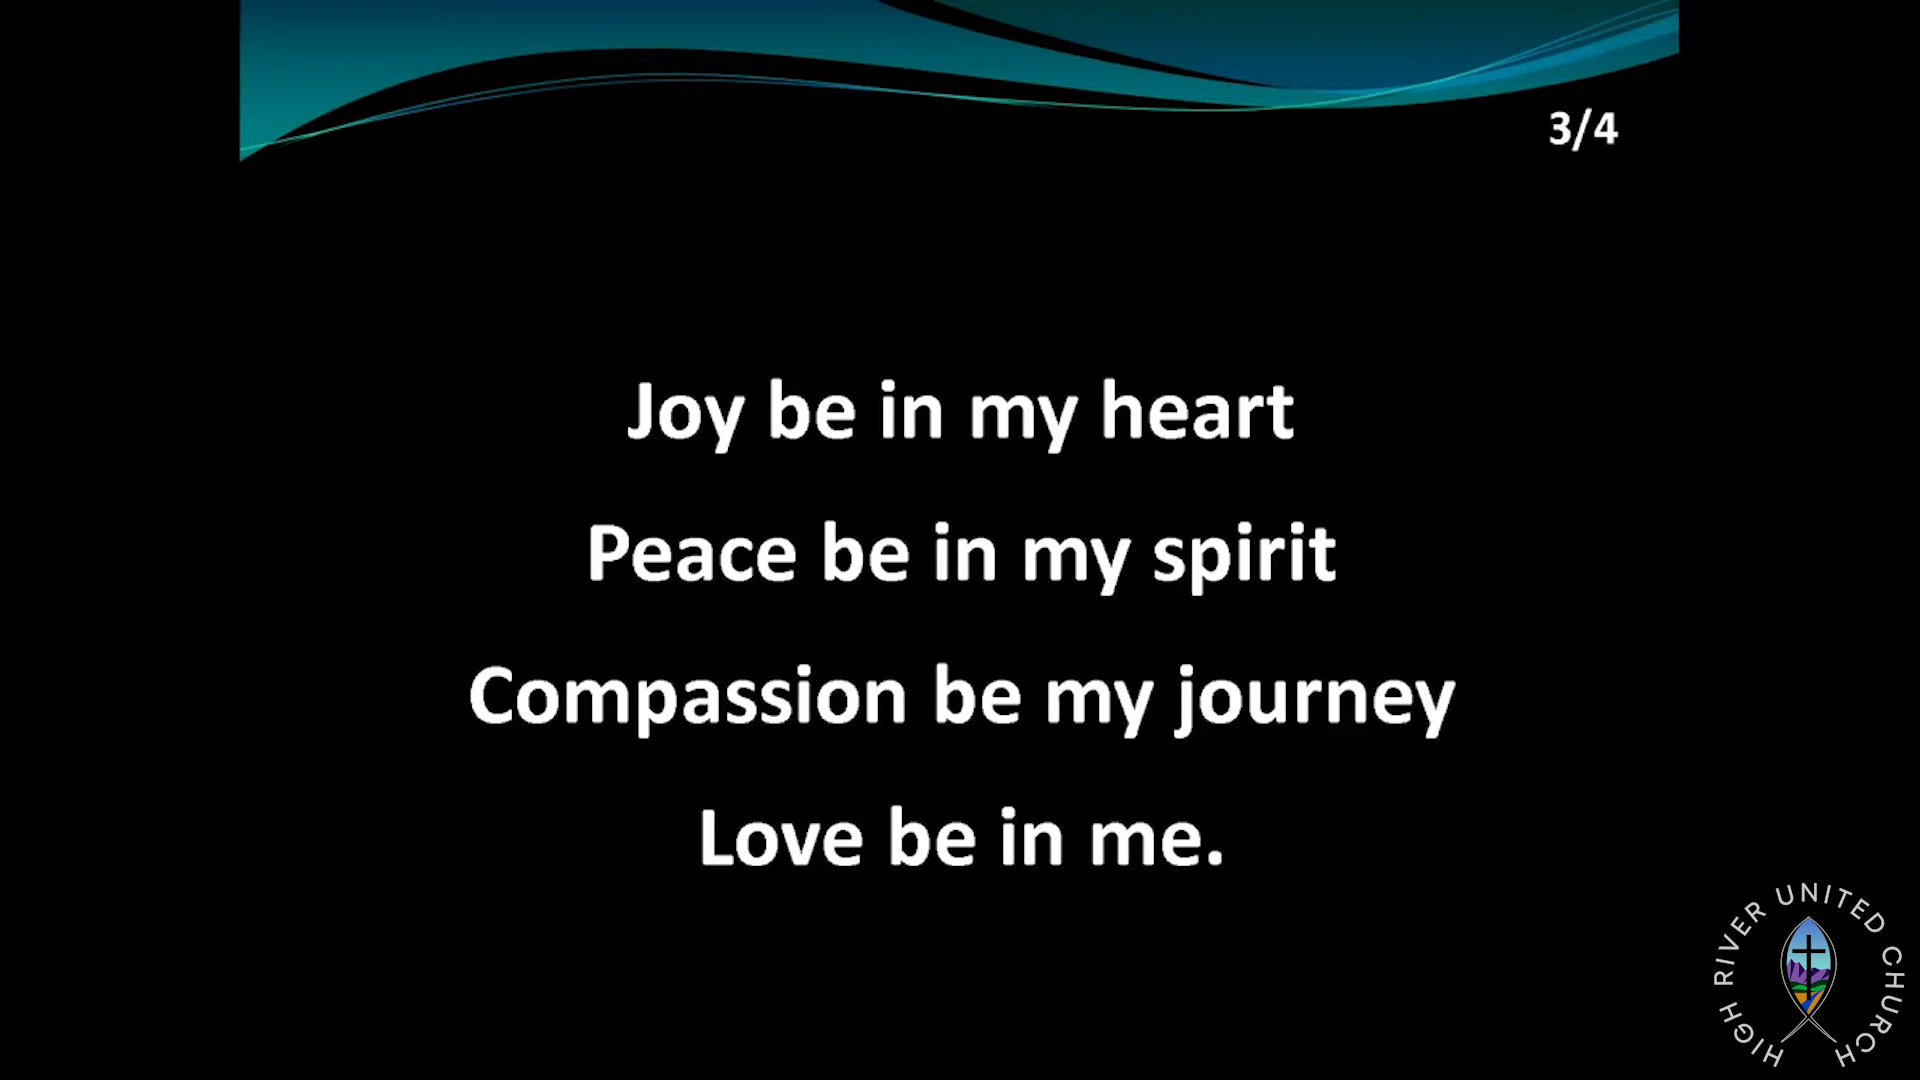 3/4
Joy be in my heart
Peace be in my spirit
Compassion be my journey
Love be in me.
HIGH RIVER UNITED CHURCH